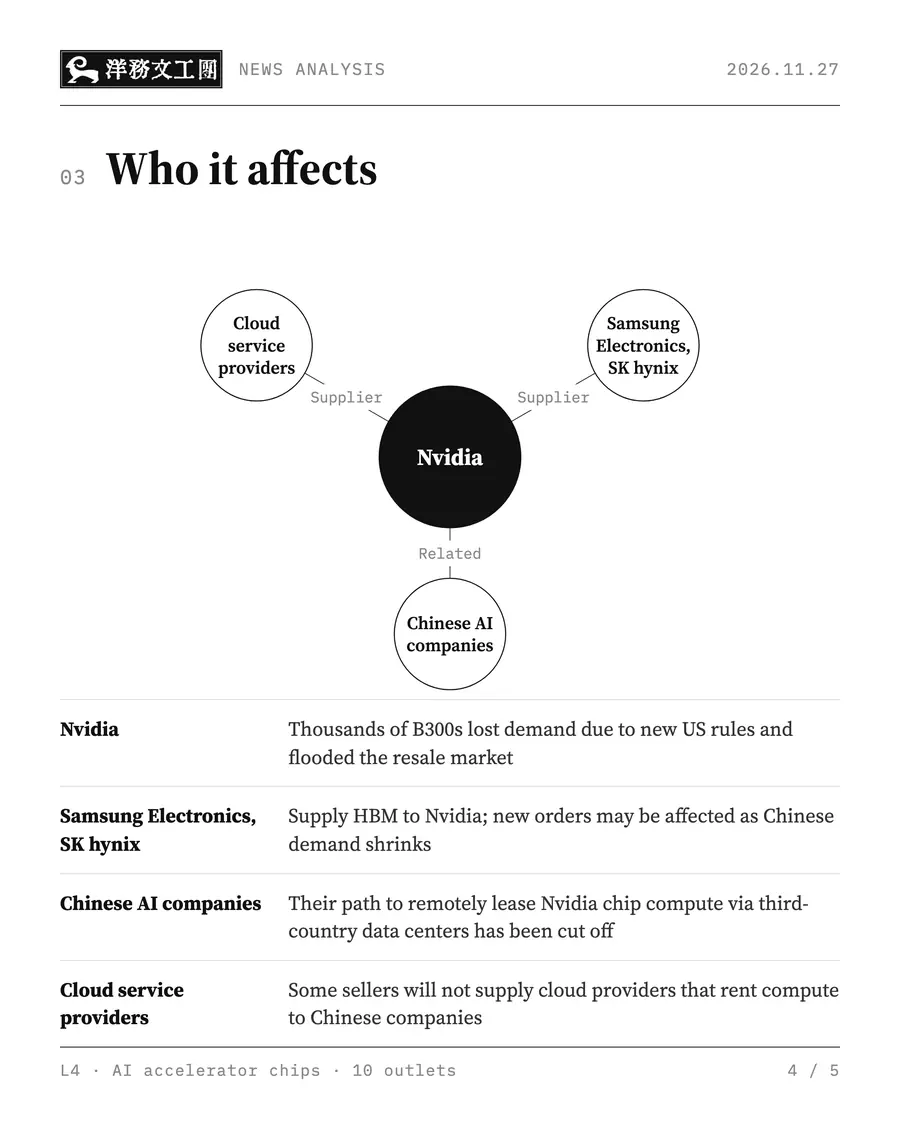 洋務文工團 NEWS ANALYSIS 2026.11.27
03 Who it affects
Cloud
service
providers
Samsung
Electronics,
SK hynix
Supplier Supplier
Nvidia
Related
Chinese AI
companies
Nvidia Thousands of B300s lost demand due to new US rules and
flooded the resale market
Samsung Electronics, Supply HBM to Nvidia; new orders may be affected as Chinese
SK hynix demand shrinks
Chinese AI companies Their path to remotely lease Nvidia chip compute via third-
country data centers has been cut off
Cloud service Some sellers will not supply cloud providers that rent compute
providers to Chinese companies
L4 · AI accelerator chips · 10 outlets 4 / 5